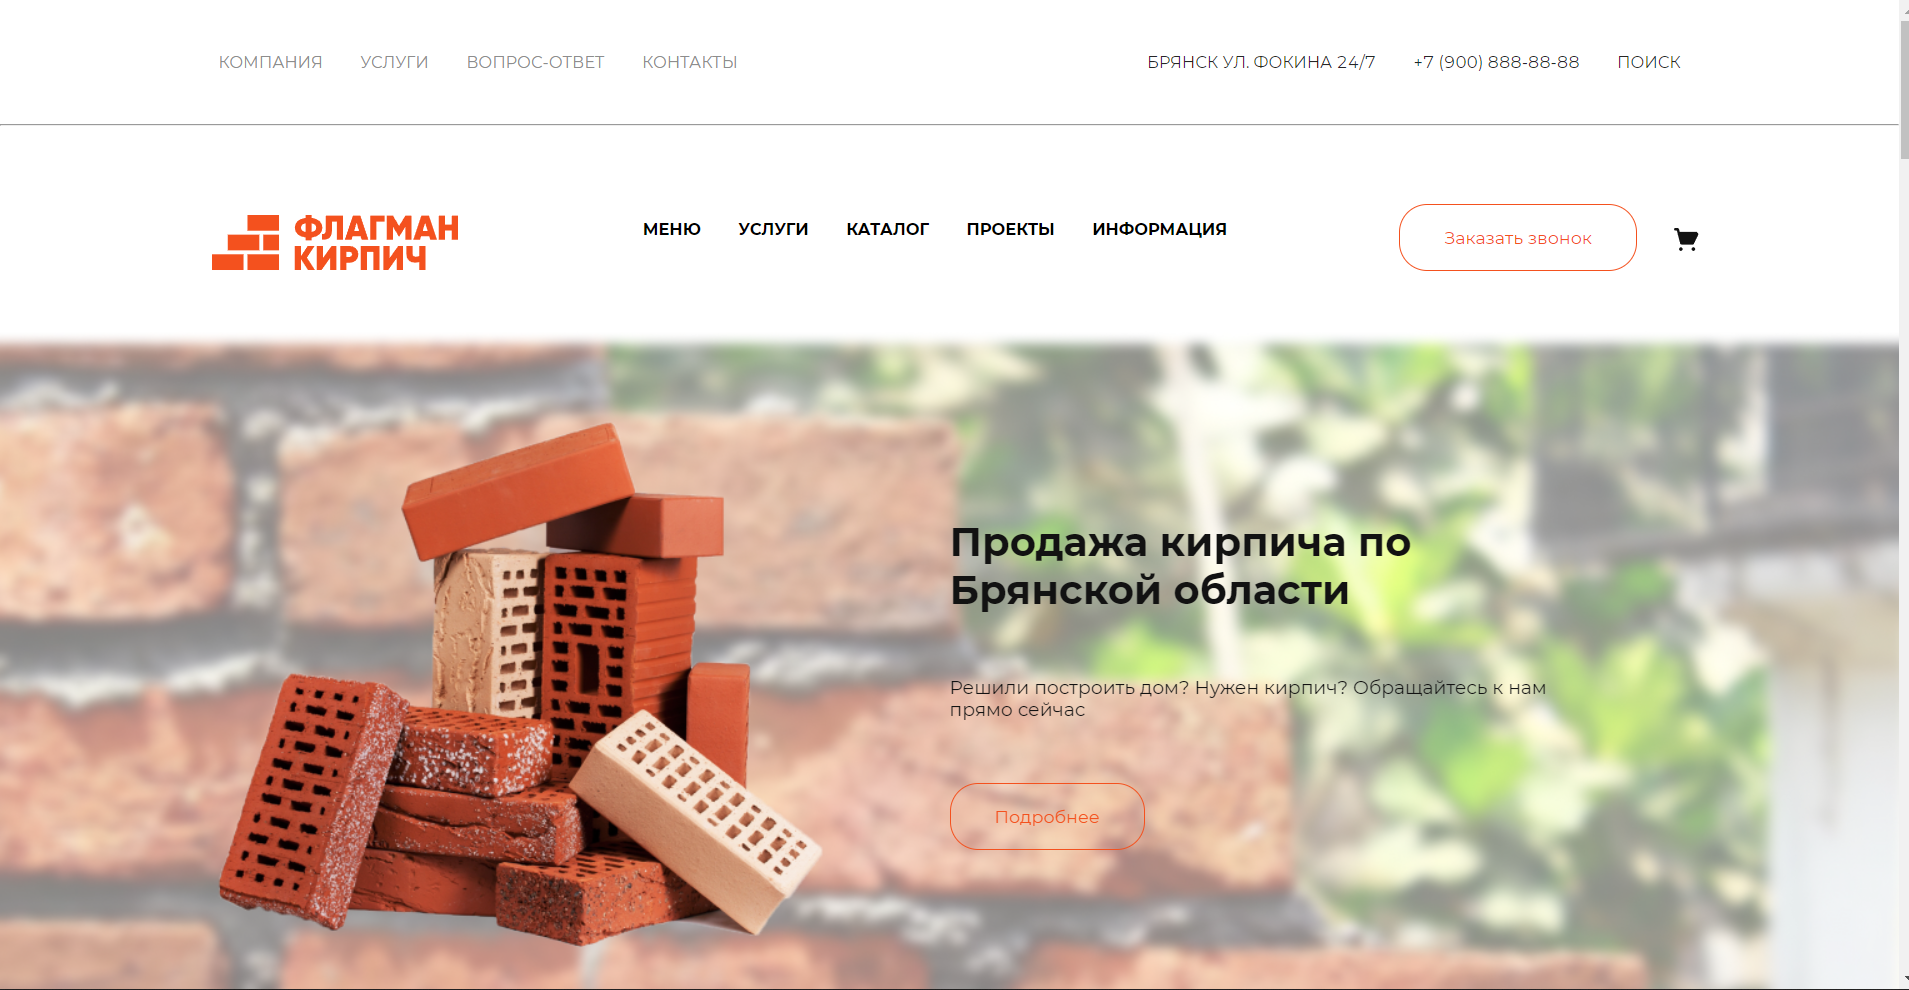 КОМПАНИЯ УСЛУГИ ВОПРОС-ОТВЕТ КОНТАКТЫ БРЯНСК УЛ. ФОКИНА 24/7 +7 (900) 888-88-88 ПОИСК
ФЛАГМАН
КИРПИЧ
МЕНЮ УСЛУГИ КАТАЛОГ ПРОЕКТЫ ИНФОРМАЦИЯ
Заказать звонок
Продажа кирпича по
Брянской области
Решили построить дом? Нужен кирпич? Обращайтесь к нам
прямо сейчас
Подробнее